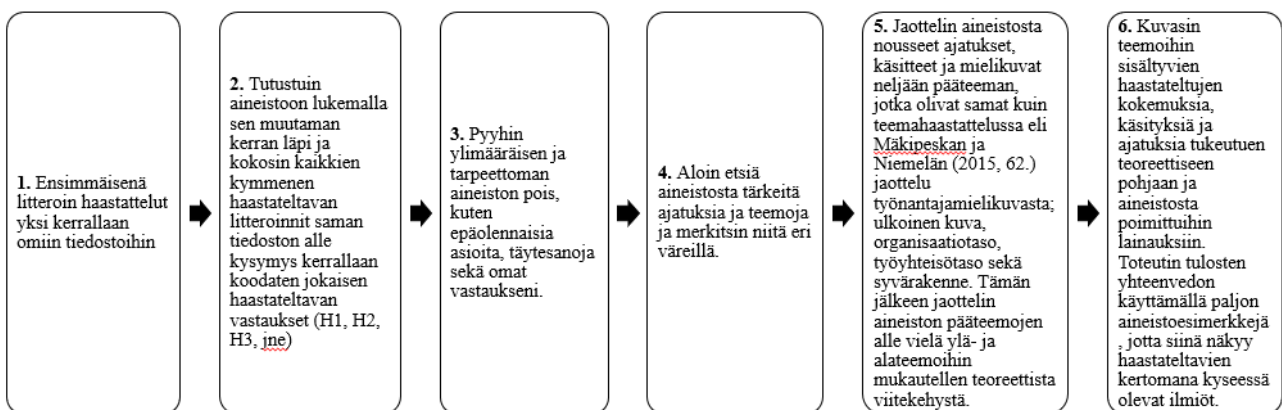 1. Ensimmäisenä
litteroin haastattelut
yksi kerrallaan
omiin tiedostoihin
2. Tutustuin
aineistoon lukemalla
sen muutaman
kerran läpi ja
kokosin kaikkien
kymmenen
haastateltavan
litteroinnit saman
tiedoston alle
kysymys kerrallaan
koodaten jokaisen
haastateltavan
vastaukset (H1, H2,
H3, jne)
3. Pyyhin
ylimääräisen ja
tarpeettoman
aineiston pois,
kuten
epäolennaisia
asioita, täytesanoja
sekä omat
vastaukseni.
4. Aloin etsiä
aineistosta tärkeitä
ajatuksia ja teemoja
ja merkitsin niitä eri
väreillä.
5. Jaottelin aineistosta
nousseet ajatukset,
käsitteet ja mielikuvat
neljään pääteeman,
jotka olivat samat kuin
teemahaastattelussa eli
Mäkipeskan ja
Niemelän (2015, 62.)
jaottelu
työnantajamielikuvasta;
ulkoinen kuva,
organisaatiotaso,
työyhteisötaso sekä
syvärakenne. Tämän
jälkeen jaottelin
aineiston pääteemojen
alle vielä ylä- ja
alateemoihin
mukautellen teoreettista
viitekehystä.
6. Kuvasin
teemoihin
sisältyvien
haastateltujen
kokemuksia,
käsityksiä ja
ajatuksia tukeutuen
teoreettiseen
pohjaan ja
aineistosta
poimittuihin
lainauksiin.
Toteutin tulosten
yhteenvedon
käyttämällä paljon
aineistoesimerkkejä
, jotta siinä näkyy
haastateltavien
kertomana kyseessä
olevat ilmiöt.